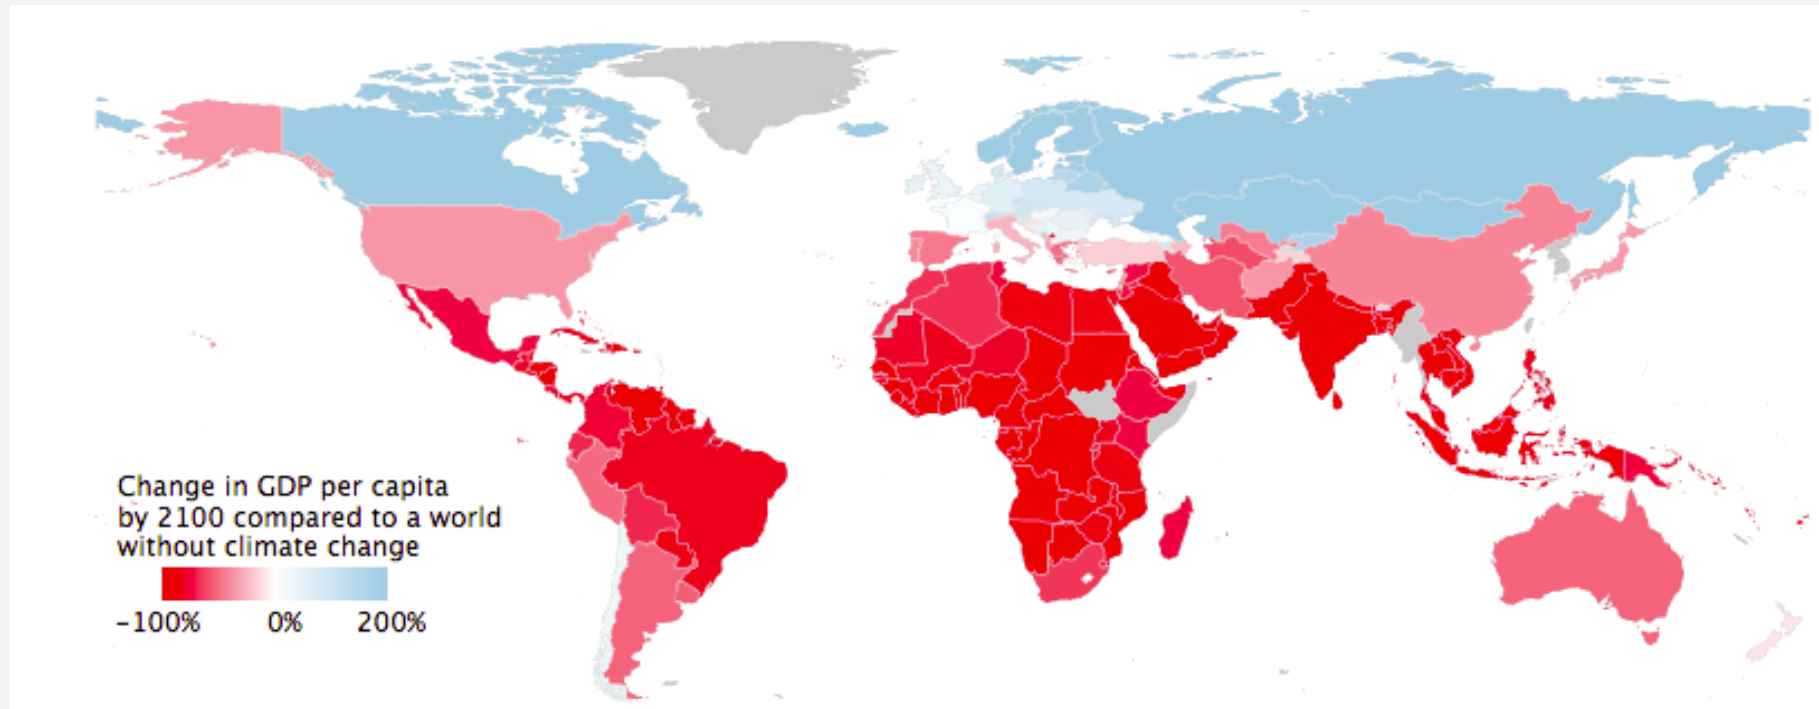 Change in GDP per capita
by 2100 compared to a world
without climate change
-100% 0% 200%